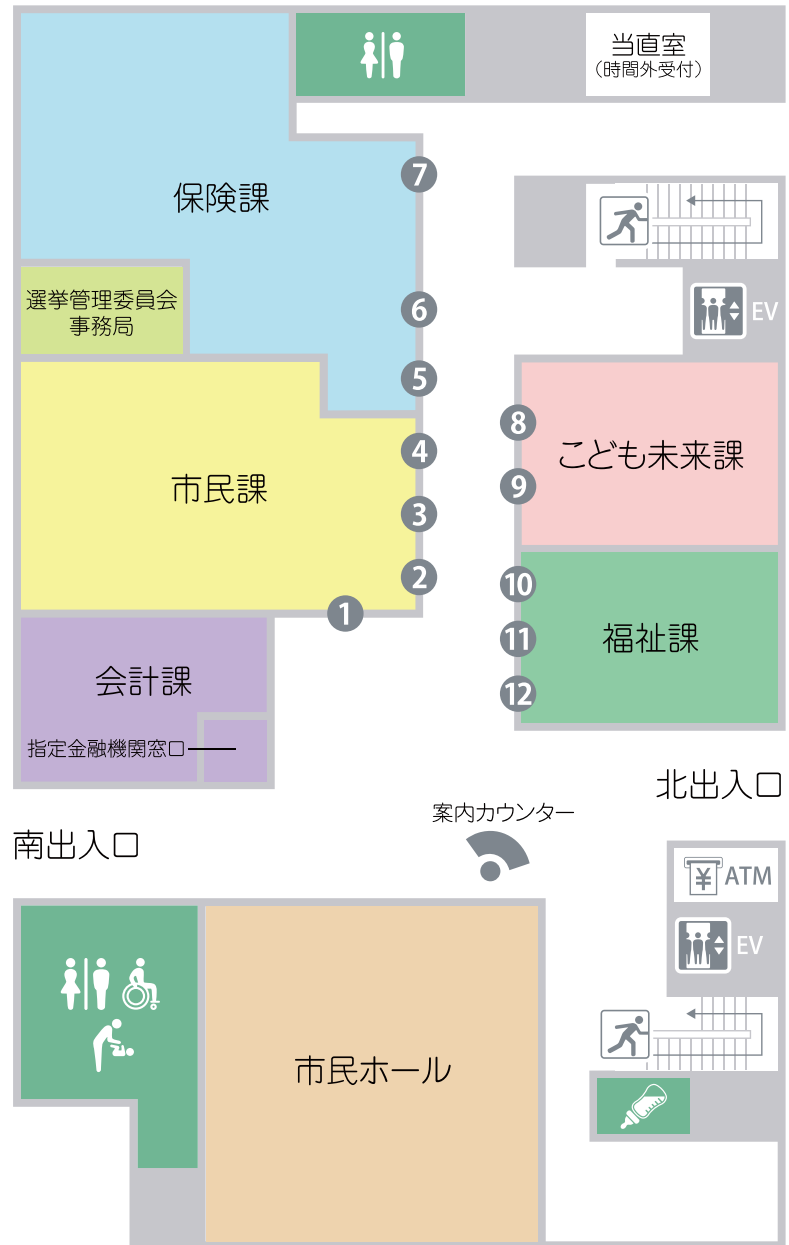 当直室
（時間外受付）
保険課
7
選挙管理委員会
事務局
6
EV
5
8
こども未来課
4
9
市民課
3
2
10
1
11
福祉課
会計課
12
指定金融機関窓口
北出入口
案内カウンター
南出入口
¥ ATM
EV
市民ホール